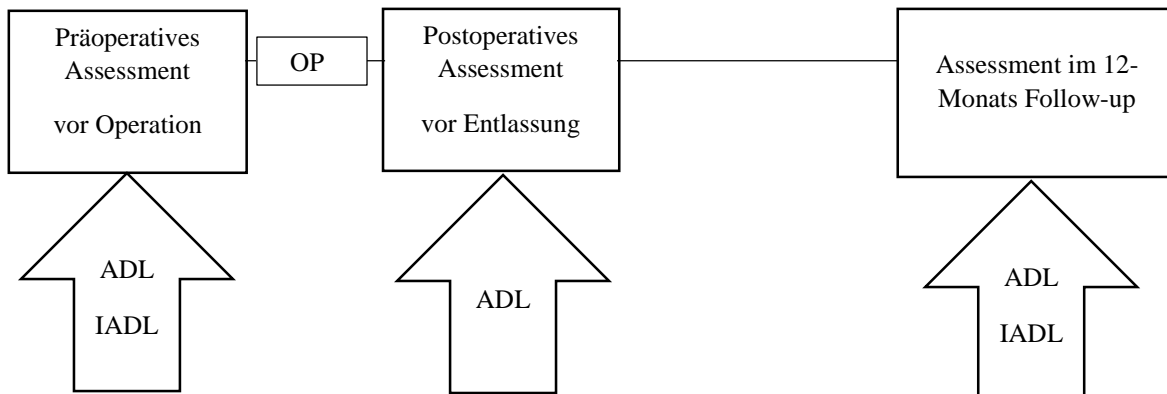 Präoperatives
Assessment
vor Operation
OP
Postoperatives
Assessment
vor Entlassung
Assessment im 12-
Monats Follow-up
ADL
IADL
ADL
ADL
IADL